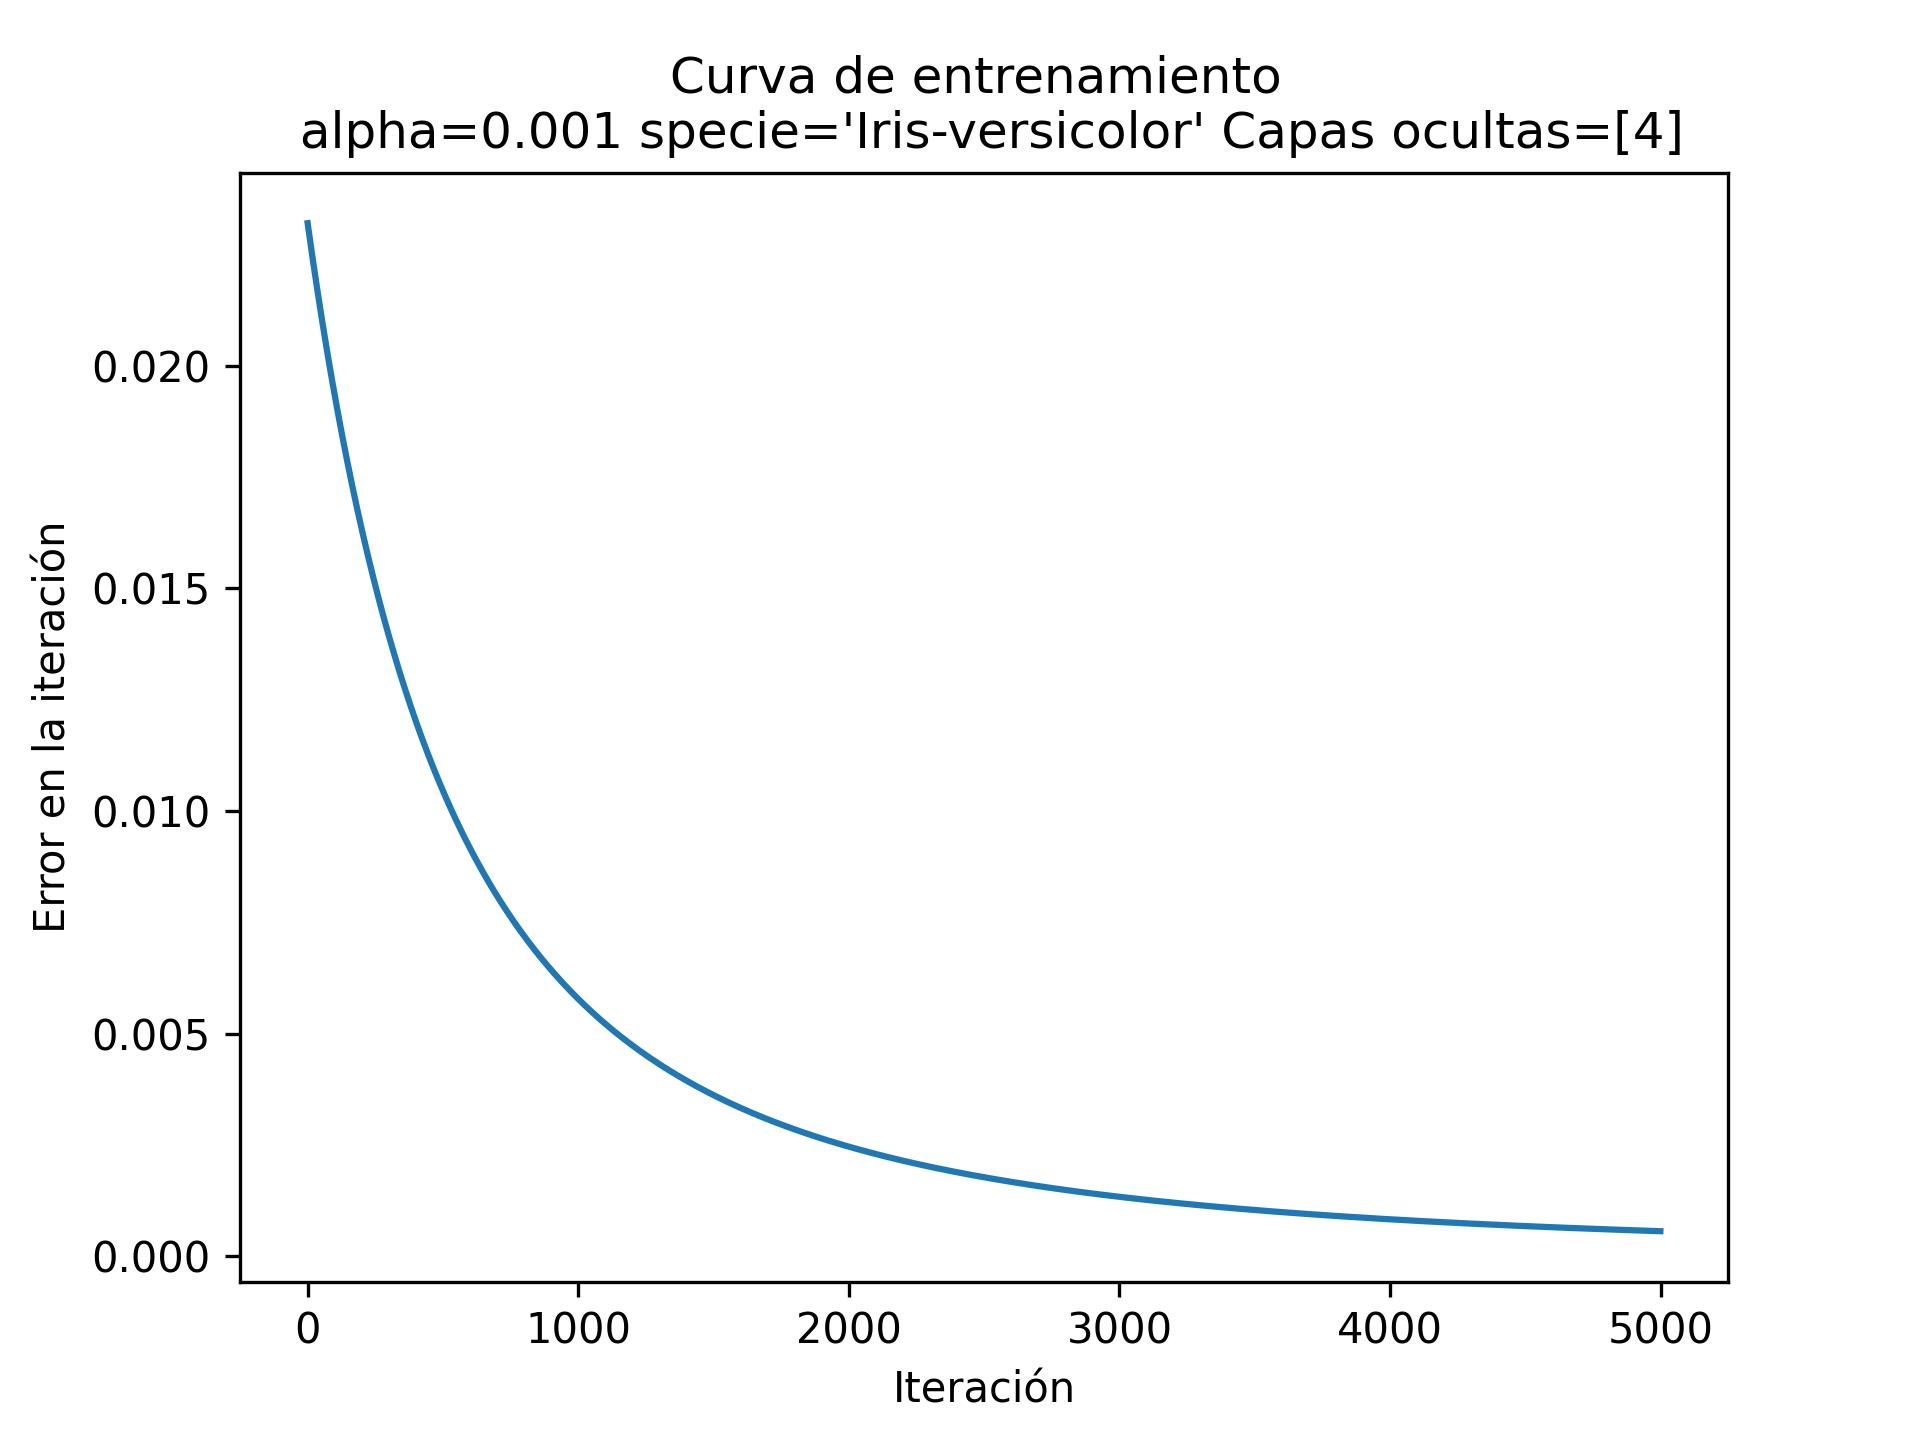 Curva de entrenamiento
alpha=0.001 specie='Iris-versicolor' Capas ocultas=[4]
Error en la iteración
0.020
0.015
0.010
0.005
0.000
0 1000 2000 3000 4000 5000
Iteración